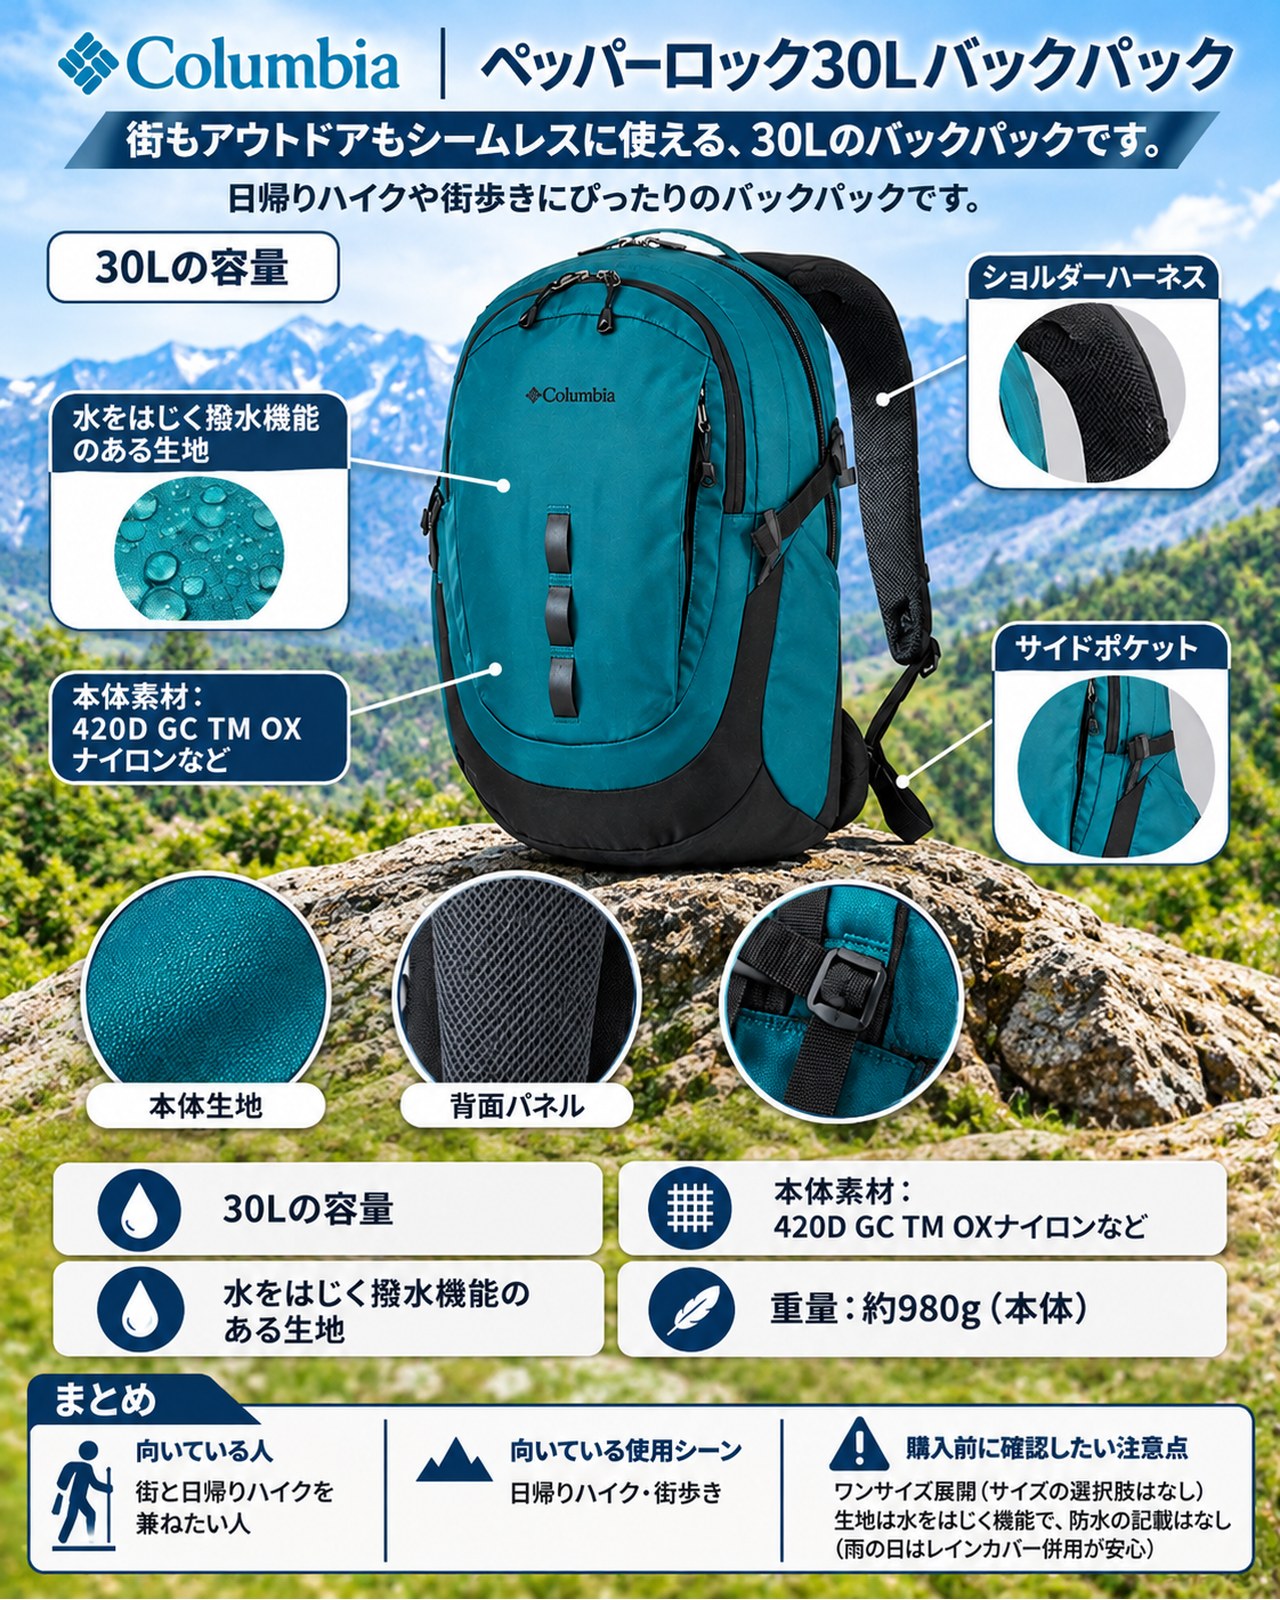 Columbia
ペッパーロック30Lバックパック
街もアウトドアもシームレスに使える、30Lのバックパックです。
日帰りハイクや街歩きにぴったりのバックパックです。
30Lの容量
ショルダーハーネス
Columbia
水をはじく撥水機能
のある生地
サイドポケット
本体素材：
420D GC TM OX
ナイロンなど
本体生地
背面パネル
30Lの容量
本体素材：
420D GC TM OXナイロンなど
水をはじく撥水機能の
ある生地
重量：約980g（本体）
まとめ
向いている人
街と日帰りハイクを
兼ねたい人
向いている使用シーン
日帰りハイク・街歩き
購入前に確認したい注意点
ワンサイズ展開（サイズの選択肢はなし）
生地は水をはじく機能で、防水の記載はなし
（雨の日はレインカバー併用が安心）